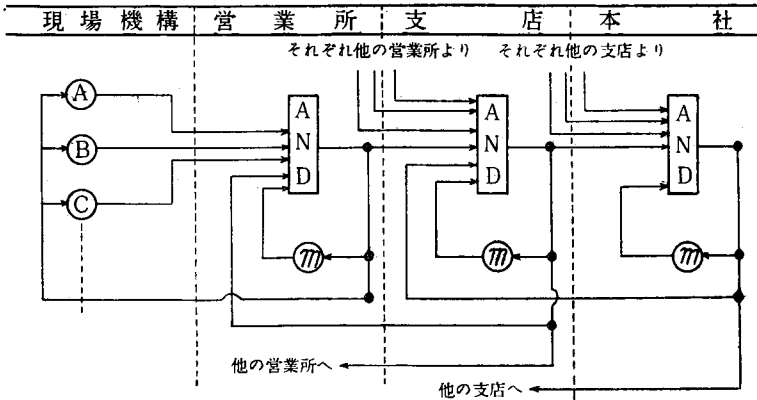 現場機構 営業所 支店 本社
それぞれ他の営業所より それぞれ他の支店より
A
B
C
AND
AND
AND
m
m
m
他の営業所へ
他の支店へ